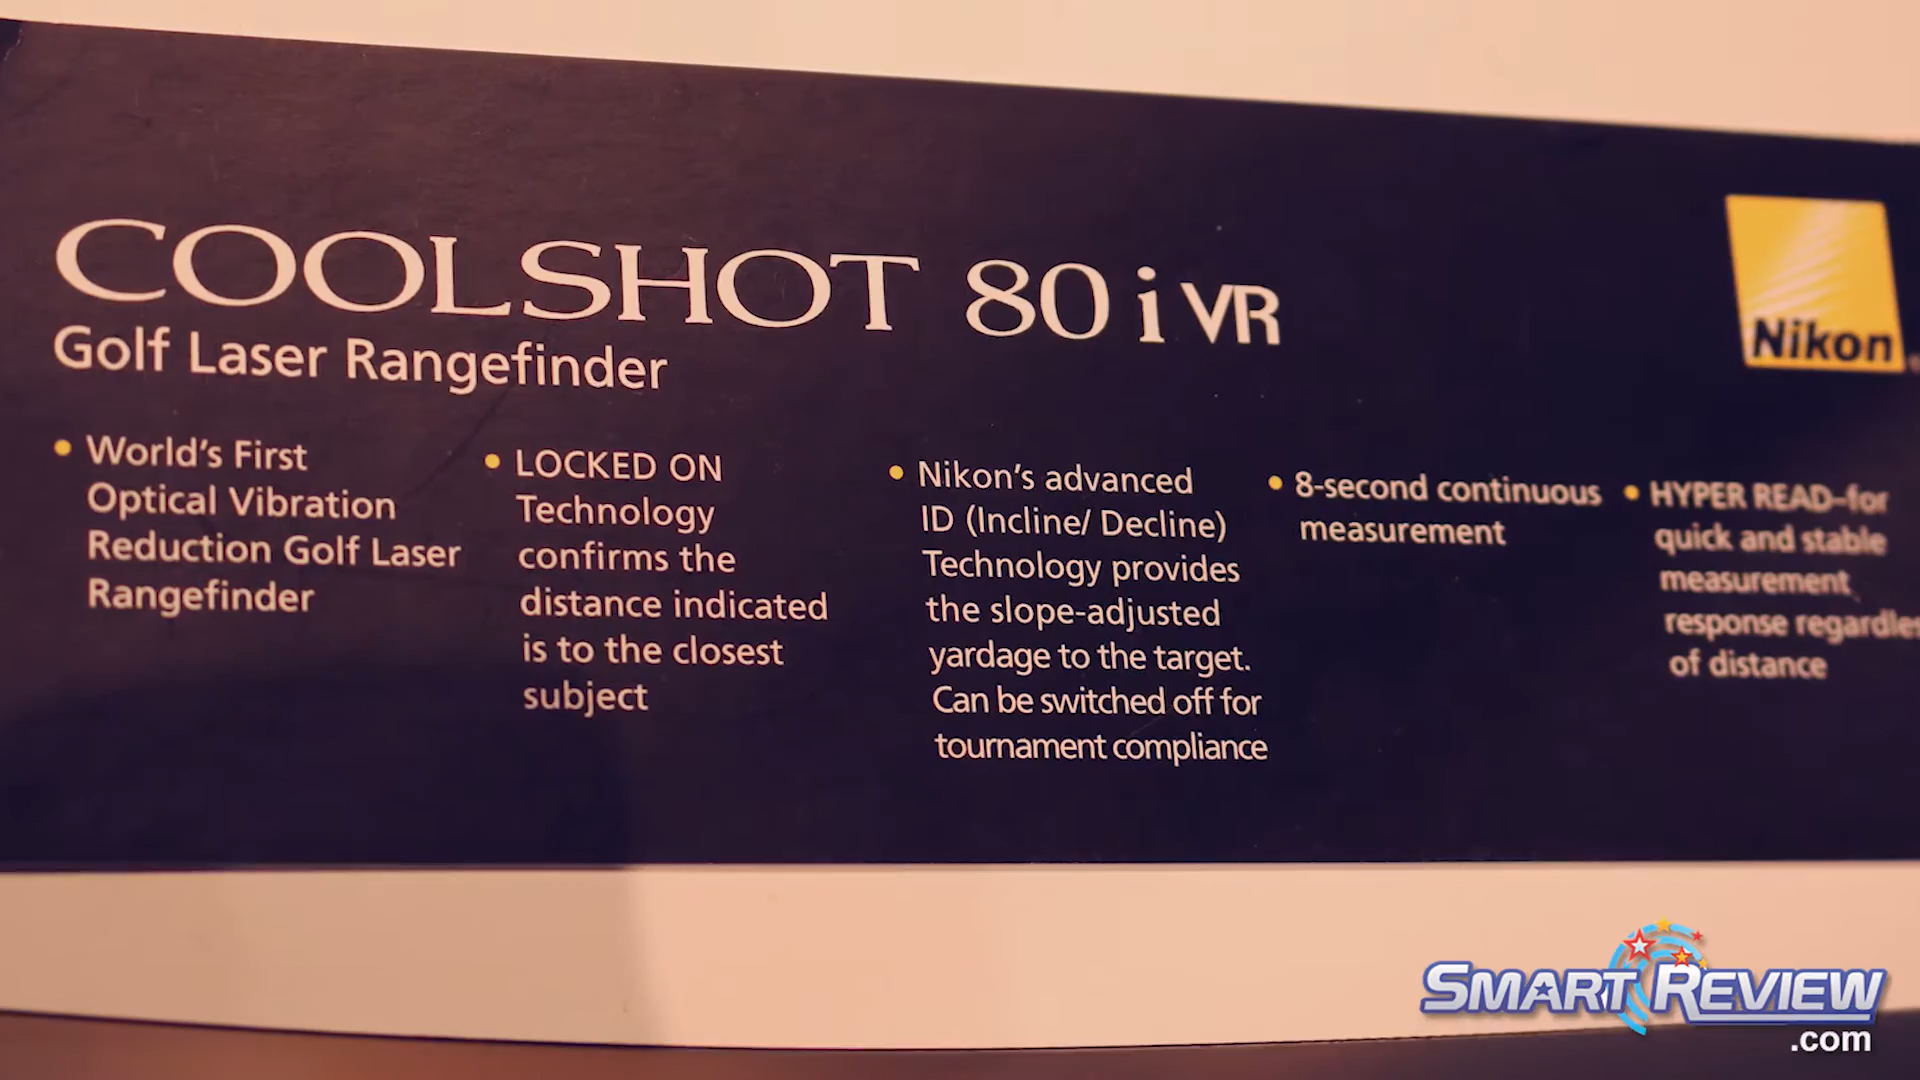 COOLSHOT 80 i VR
Golf Laser Rangefinder
Nikon
• World's First
Optical Vibration
Reduction Golf Laser
Rangefinder
• LOCKED ON
Technology
confirms the
distance indicated
is to the closest
subject
• Nikon's advanced
ID (Incline/ Decline)
Technology provides
the slope-adjusted
yardage to the target.
Can be switched off for
tournament compliance
• 8-second continuous
measurement
• HYPER READ–for
quick and stable
measurement
response regardles
of distance
SMART REVIEW
.com